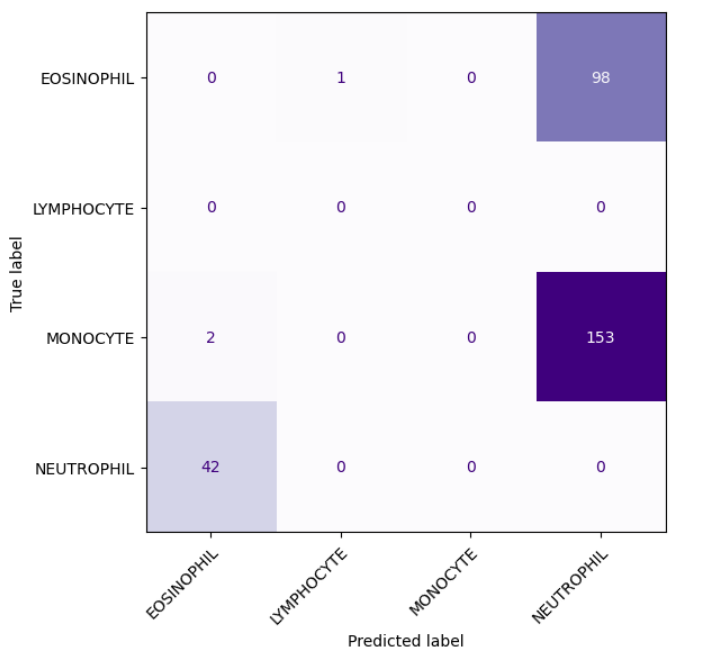 EOSINOPHIL 0 1 0 98
LYMPHOCYTE 0 0 0 0
True label
MONOCYTE 2 0 0 153
NEUTROPHIL 42 0 0 0
EOSINOPHIL LYMPHOCYTE MONOCYTE NEUTROPHIL
Predicted label